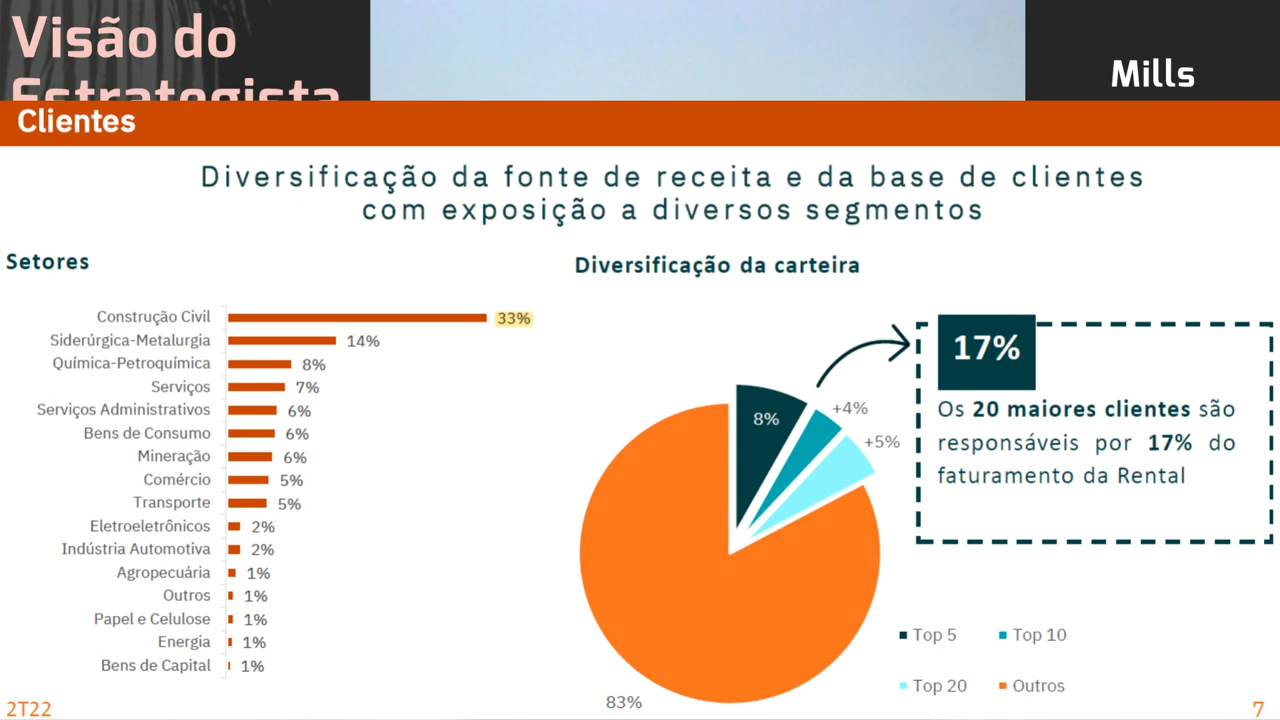 Visão do
Estrategista
Mills
Clientes
Diversificação da fonte de receita e da base de clientes
com exposição a diversos segmentos
Setores
Construção Civil 33%
Siderúrgica-Metalurgia 14%
Química-Petroquímica 8%
Serviços 7%
Serviços Administrativos 6%
Bens de Consumo 6%
Mineração 6%
Comércio 5%
Transporte 5%
Eletroeletrônicos 2%
Indústria Automotiva 2%
Agropecuária 1%
Outros 1%
Papel e Celulose 1%
Energia 1%
Bens de Capital 1%
Diversificação da carteira
8%
+4%
+5%
83%
17%
Os 20 maiores clientes são
responsáveis por 17% do
faturamento da Rental
Top 5 Top 10
Top 20 Outros
2T22
7